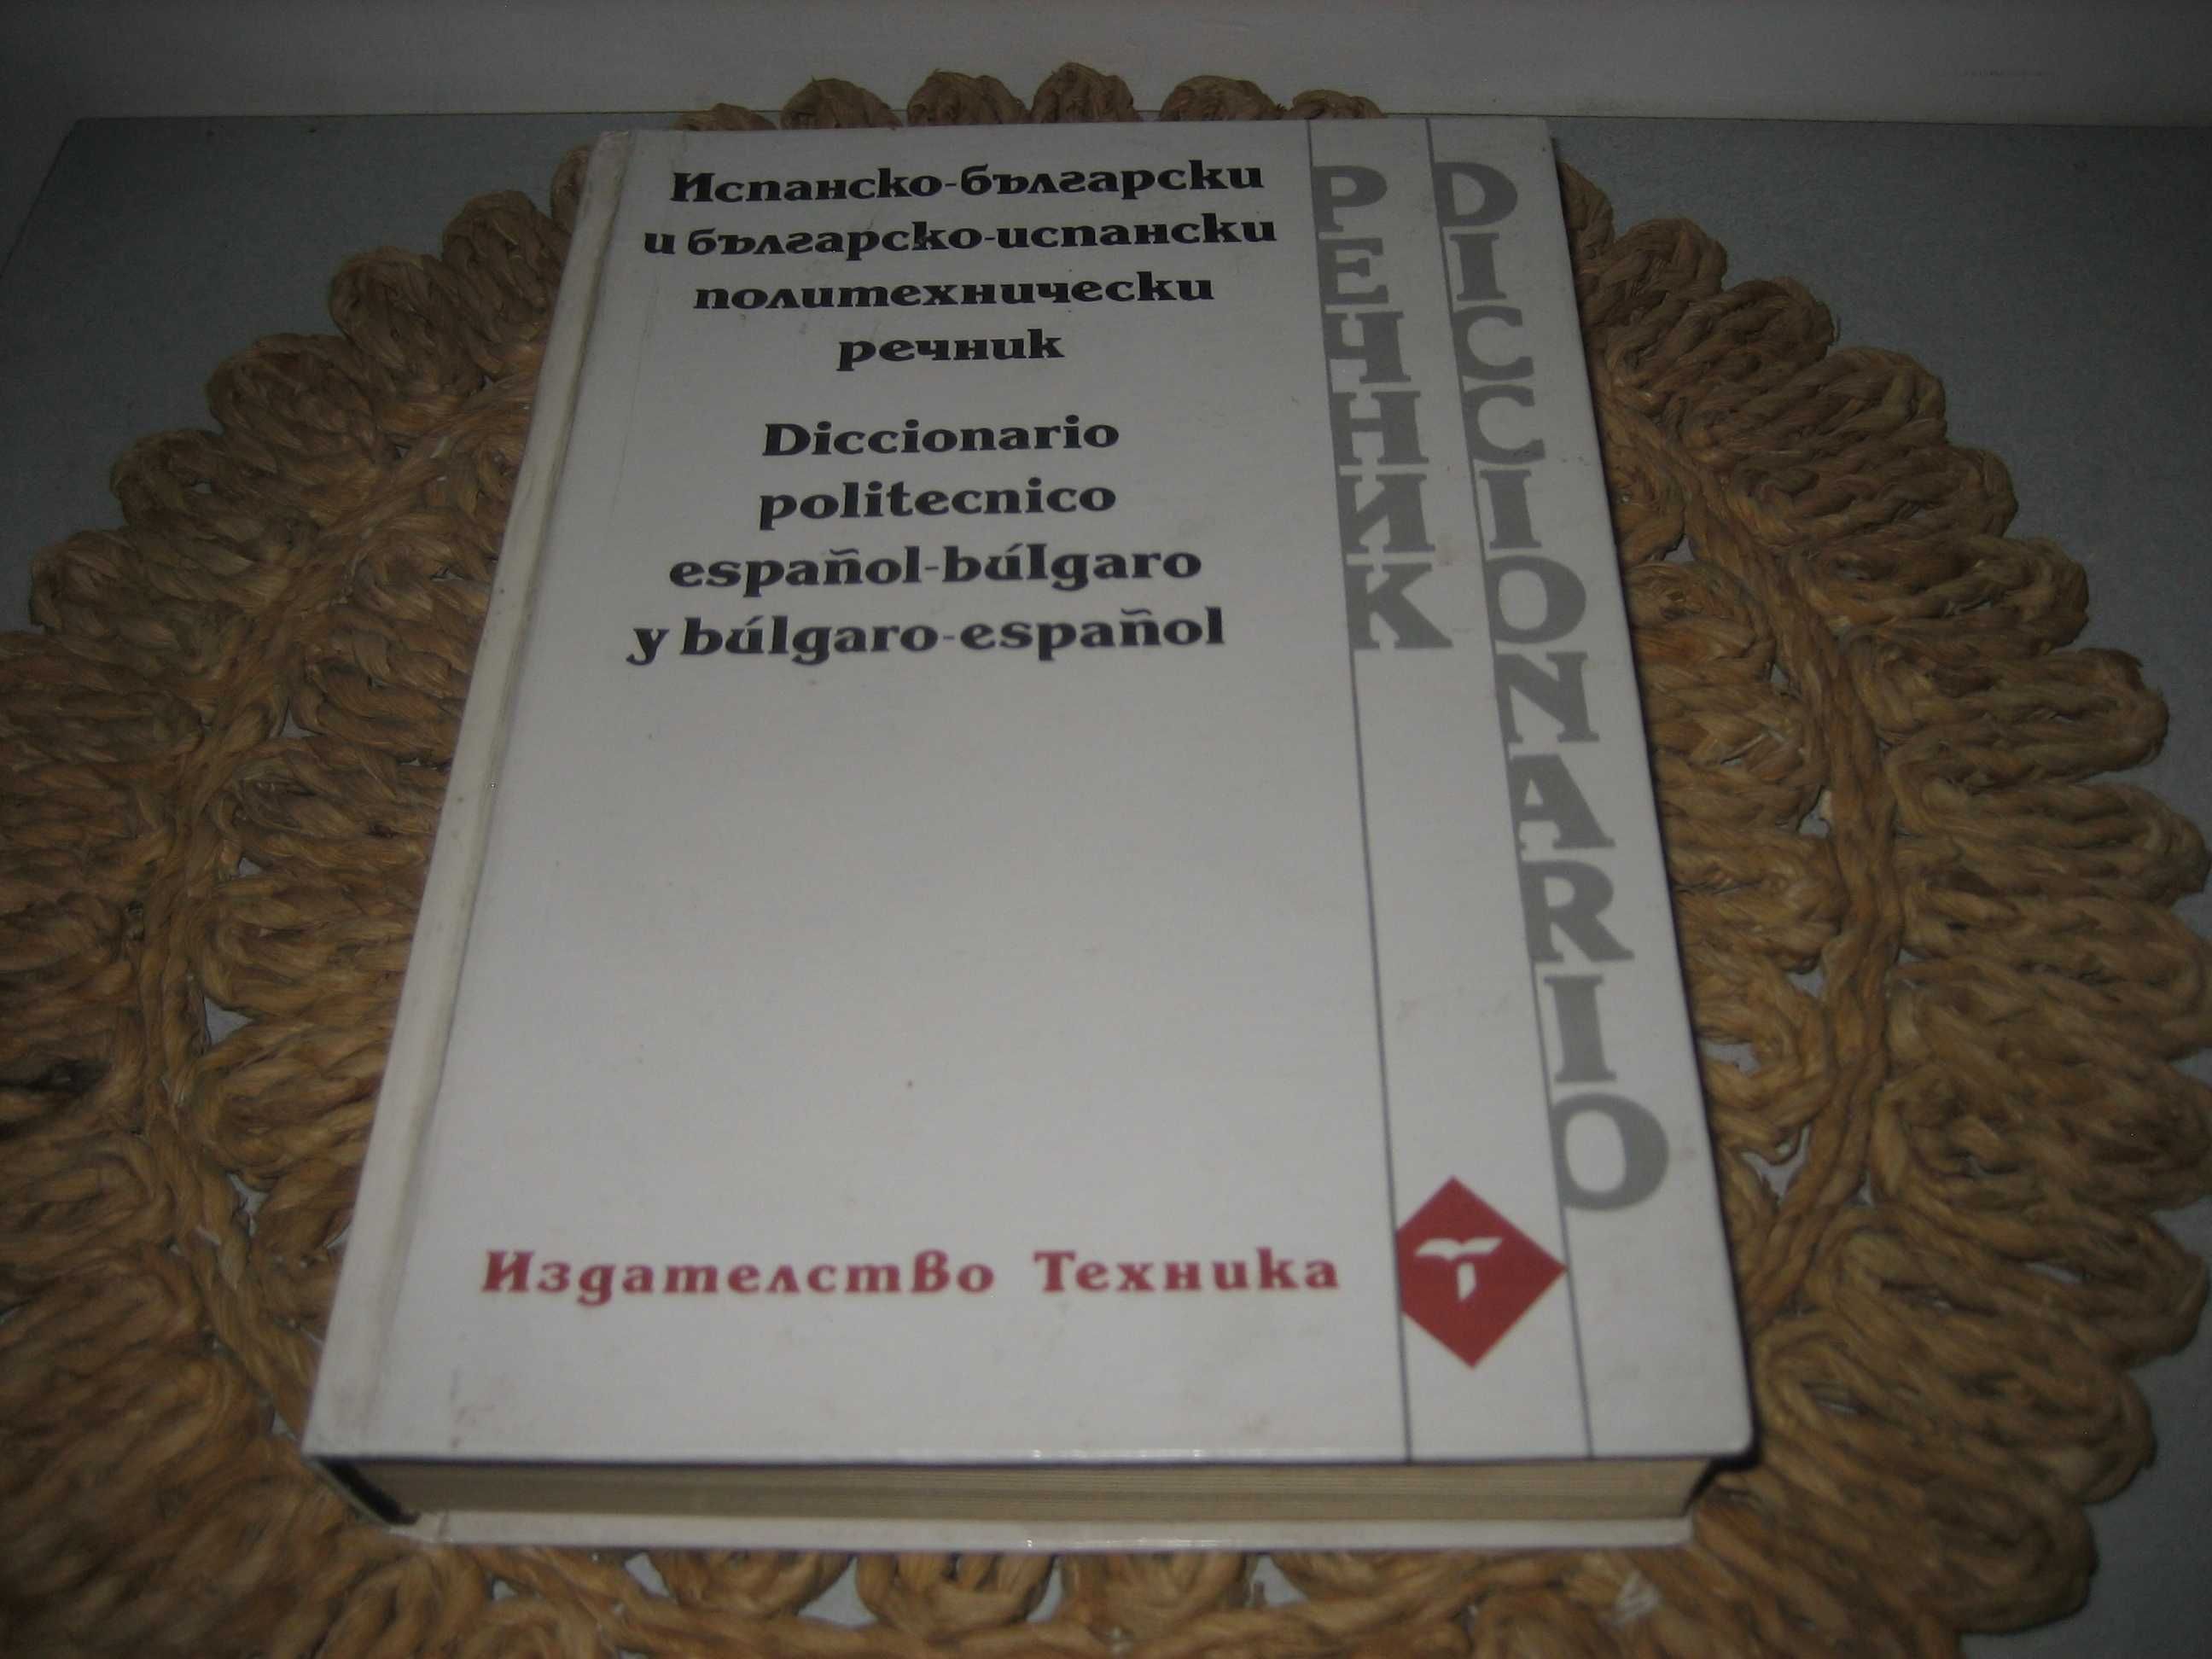 Испанско-български
и българско-испански
политехнически
речник
Diccionario
politecnico
español-búlgaro
y búlgaro-español
РЕЧНИК
DICCIONARIO
Издателство Техника